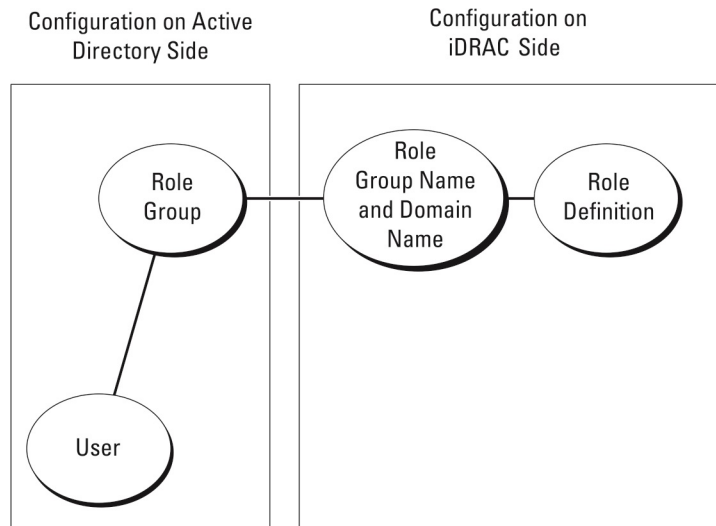 Configuration on Active
Directory Side
Configuration on
iDRAC Side
Role
Group
Role
Group Name
and Domain
Name
Role
Definition
User